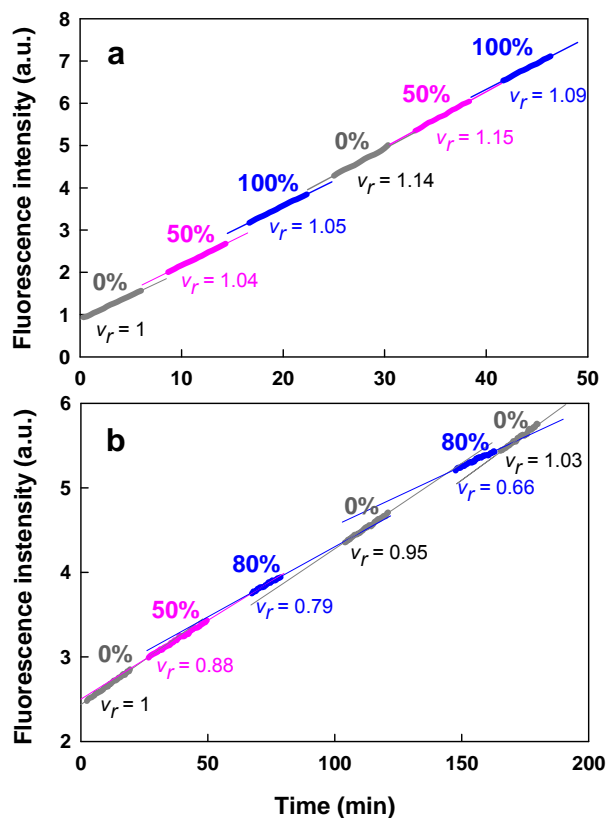 a
Fluorescence intensity (a.u.)
8
7
6
5
4
3
2
1
0
0%
v_r = 1
50%
v_r = 1.04
100%
v_r = 1.05
0%
v_r = 1.14
50%
v_r = 1.15
100%
v_r = 1.09
0
10
20
30
40
50
b
Fluorescence instensity (a.u.)
6
5
4
3
2
0%
v_r = 1
50%
v_r = 0.88
80%
v_r = 0.79
0%
v_r = 0.95
80%
v_r = 0.66
0%
v_r = 1.03
0
50
100
150
200
Time (min)